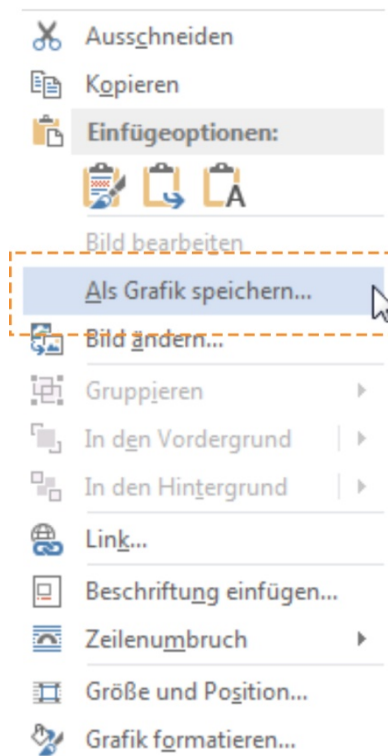 Ausschneiden
Kopieren
Einfügeoptionen:
A
Bild bearbeiten
Als Grafik speichern...
Bild ändern...
Gruppieren
In den Vordergrund
In den Hintergrund
Link...
Beschriftung einfügen...
Zeilenumbruch
Größe und Position...
Grafik formatieren...